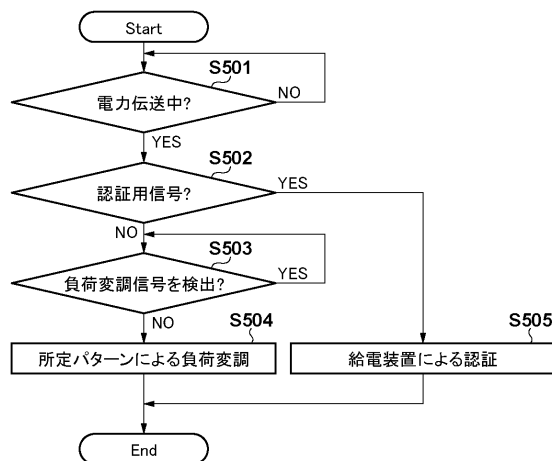 Start
S501
電力伝送中?
NO
YES
S502
認証用信号?
YES
NO
S503
負荷変調信号を検出?
YES
NO
S504
所定パターンによる負荷変調
S505
給電装置による認証
End